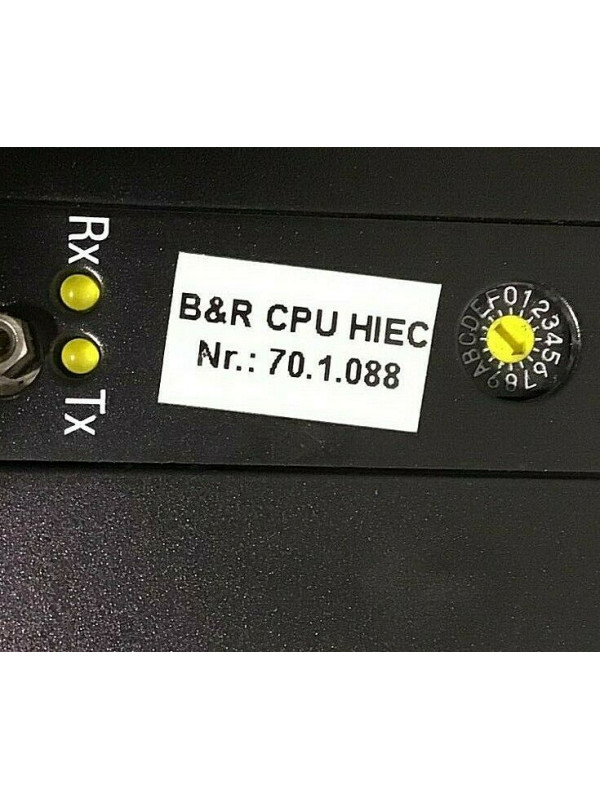 Rx
Tx
B&R CPU HIEC
Nr.: 70.1.088
0123456789ABCDEF